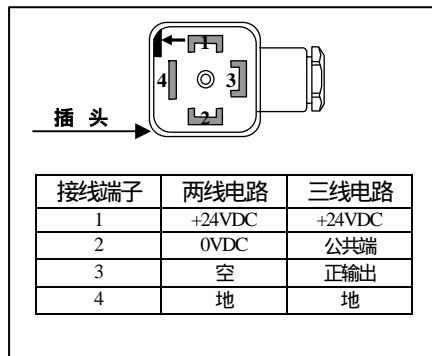 1
4
3
2
插 头
接线端子 两线电路 三线电路
1 +24VDC +24VDC
2 0VDC 公共端
3 空 正输出
4 地 地